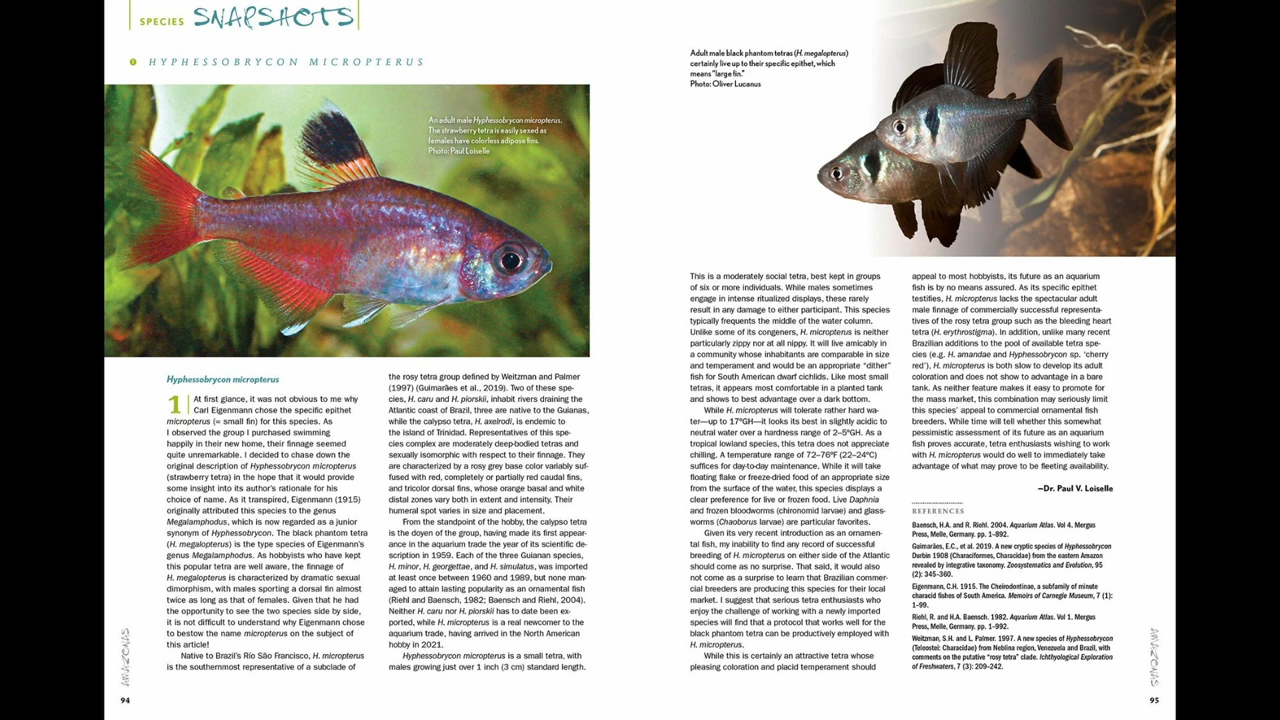 SPECIES SNAPSHOTS
1 HYPHESSOBRYCON MICROPTERUS
An adult male Hyphessobrycon micropterus.
The strawberry tetra is easily sexed as
females have colorless adipose fins.
Photo: Paul Loiselle
Hyphessobrycon micropterus
1 | At first glance, it was not obvious to me why
Carl Eigenmann chose the specific epithet
micropterus (= small fin) for this species. As
I observed the group I purchased swimming
happily in their new home, their finnage seemed
quite unremarkable. I decided to chase down the
original description of Hyphessobrycon micropterus
(strawberry tetra) in the hope that it would provide
some insight into its author's rationale for his
choice of name. As it transpired, Eigenmann (1915)
originally attributed this species to the genus
Megalamphodus, which is now regarded as a junior
synonym of Hyphessobrycon. The black phantom tetra
(H. megalopterus) is the type species of Eigenmann's
genus Megalamphodus. As hobbyists who have kept
this popular tetra are well aware, the finnage of
H. megalopterus is characterized by dramatic sexual
dimorphism, with males sporting a dorsal fin almost
twice as long as that of females. Given that he had
the opportunity to see the two species side by side,
it is not difficult to understand why Eigenmann chose
to bestow the name micropterus on the subject of
this article!
Native to Brazil's Río São Francisco, H. micropterus
is the southernmost representative of a subclade of
the rosy tetra group defined by Weitzman and Palmer
(1997) (Guimarães et al., 2019). Two of these spe-
cies, H. caru and H. piorskii, inhabit rivers draining the
Atlantic coast of Brazil, three are native to the Guianas,
while the calypso tetra, H. axelrodi, is endemic to
the island of Trinidad. Representatives of this spe-
cies complex are moderately deep-bodied tetras and
sexually isomorphic with respect to their finnage. They
are characterized by a rosy grey base color variably suf-
fused with red, completely or partially red caudal fins,
and tricolor dorsal fins, whose orange basal and white
distal zones vary both in extent and intensity. Their
humeral spot varies in size and placement.
From the standpoint of the hobby, the calypso tetra
is the doyen of the group, having made its first appear-
ance in the aquarium trade the year of its scientific de-
scription in 1959. Each of the three Guianan species,
H. minor, H. georgettae, and H. simulatus, was imported
at least once between 1960 and 1989, but none man-
aged to attain lasting popularity as an ornamental fish
(Riehl and Baensch, 1982; Baensch and Riehl, 2004).
Neither H. caru nor H. piorskii has to date been ex-
ported, while H. micropterus is a real newcomer to the
aquarium trade, having arrived in the North American
hobby in 2021.
Hyphessobrycon micropterus is a small tetra, with
males growing just over 1 inch (3 cm) standard length.
AMAZONAS
94
Adult male black phantom tetras (H. megalopterus)
certainly live up to their specific epithet, which
means "large fin."
Photo: Oliver Lucanus
This is a moderately social tetra, best kept in groups
of six or more individuals. While males sometimes
engage in intense ritualized displays, these rarely
result in any damage to either participant. This species
typically frequents the middle of the water column.
Unlike some of its congeners, H. micropterus is neither
particularly zippy nor at all nippy. It will live amicably in
a community whose inhabitants are comparable in size
and temperament and would be an appropriate "dither"
fish for South American dwarf cichlids. Like most small
tetras, it appears most comfortable in a planted tank
and shows to best advantage over a dark bottom.
While H. micropterus will tolerate rather hard wa-
ter—up to 17°GH—it looks its best in slightly acidic to
neutral water over a hardness range of 2–5°GH. As a
tropical lowland species, this tetra does not appreciate
chilling. A temperature range of 72–76°F (22–24°C)
suffices for day-to-day maintenance. While it will take
floating flake or freeze-dried food of an appropriate size
from the surface of the water, this species displays a
clear preference for live or frozen food. Live Daphnia
and frozen bloodworms (chironomid larvae) and glass-
worms (Chaoborus larvae) are particular favorites.
Given its very recent introduction as an ornamen-
tal fish, my inability to find any record of successful
breeding of H. micropterus on either side of the Atlantic
should come as no surprise. That said, it would also
not come as a surprise to learn that Brazilian commer-
cial breeders are producing this species for their local
market. I suggest that serious tetra enthusiasts who
enjoy the challenge of working with a newly imported
species will find that a protocol that works well for the
black phantom tetra can be productively employed with
H. micropterus.
While this is certainly an attractive tetra whose
pleasing coloration and placid temperament should
appeal to most hobbyists, its future as an aquarium
fish is by no means assured. As its specific epithet
testifies, H. micropterus lacks the spectacular adult
male finnage of commercially successful representa-
tives of the rosy tetra group such as the bleeding heart
tetra (H. erythrostigma). In addition, unlike many recent
Brazilian additions to the pool of available tetra spe-
cies (e.g. H. amandae and Hyphessobrycon sp. 'cherry
red'), H. micropterus is both slow to develop its adult
coloration and does not show to advantage in a bare
tank. As neither feature makes it easy to promote for
the mass market, this combination may seriously limit
this species' appeal to commercial ornamental fish
breeders. While time will tell whether this somewhat
pessimistic assessment of its future as an aquarium
fish proves accurate, tetra enthusiasts wishing to work
with H. micropterus would do well to immediately take
advantage of what may prove to be fleeting availability.
—Dr. Paul V. Loiselle
REFERENCES
Baensch, H.A. and R. Riehl. 2004. Aquarium Atlas. Vol 4. Mergus
Press, Melle, Germany. pp. 1–892.
Guimarães, E.C., et al. 2019. A new cryptic species of Hyphessobrycon
Durbin 1908 (Characiformes, Characidae) from the eastern Amazon
revealed by integrative taxonomy. Zoosystematics and Evolution, 95
(2): 345–360.
Eigenmann, C.H. 1915. The Cheirodontinae, a subfamily of minute
characid fishes of South America. Memoirs of Carnegie Museum, 7 (1):
1–99.
Riehl, R. and H.A. Baensch. 1982. Aquarium Atlas. Vol 1. Mergus
Press, Melle, Germany. pp. 1–992.
Weitzman, S.H. and L. Palmer. 1997. A new species of Hyphessobrycon
(Teleostei: Characidae) from Neblina region, Venezuela and Brazil, with
comments on the putative "rosy tetra" clade. Ichthyological Exploration
of Freshwaters, 7 (3): 209–242.
AMAZONAS
95